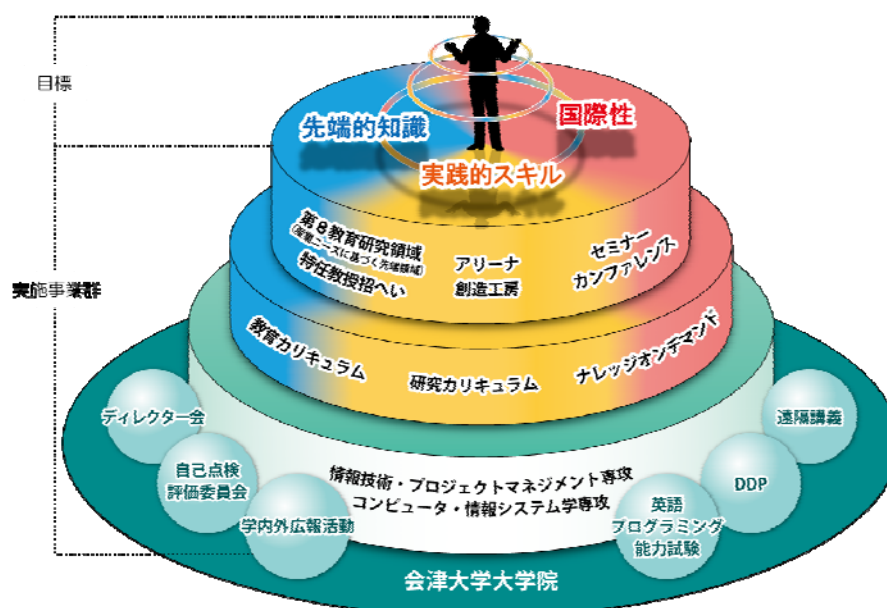 目標
先端的知識
国際性
実践的スキル
第8教育研究領域
(産業ニーズに基づく先端領域)
特任教授招へい
アリーナ
創造工房
セミナー
カンファレンス
実施事業群
教育カリキュラム
研究カリキュラム
ナレッジオンデマンド
ディレクター会
遠隔講義
自己点検
評価委員会
DDP
学内外広報活動
情報技術・プロジェクトマネジメント専攻
コンピュータ・情報システム学専攻
英語
プログラミング
能力試験
会津大学大学院